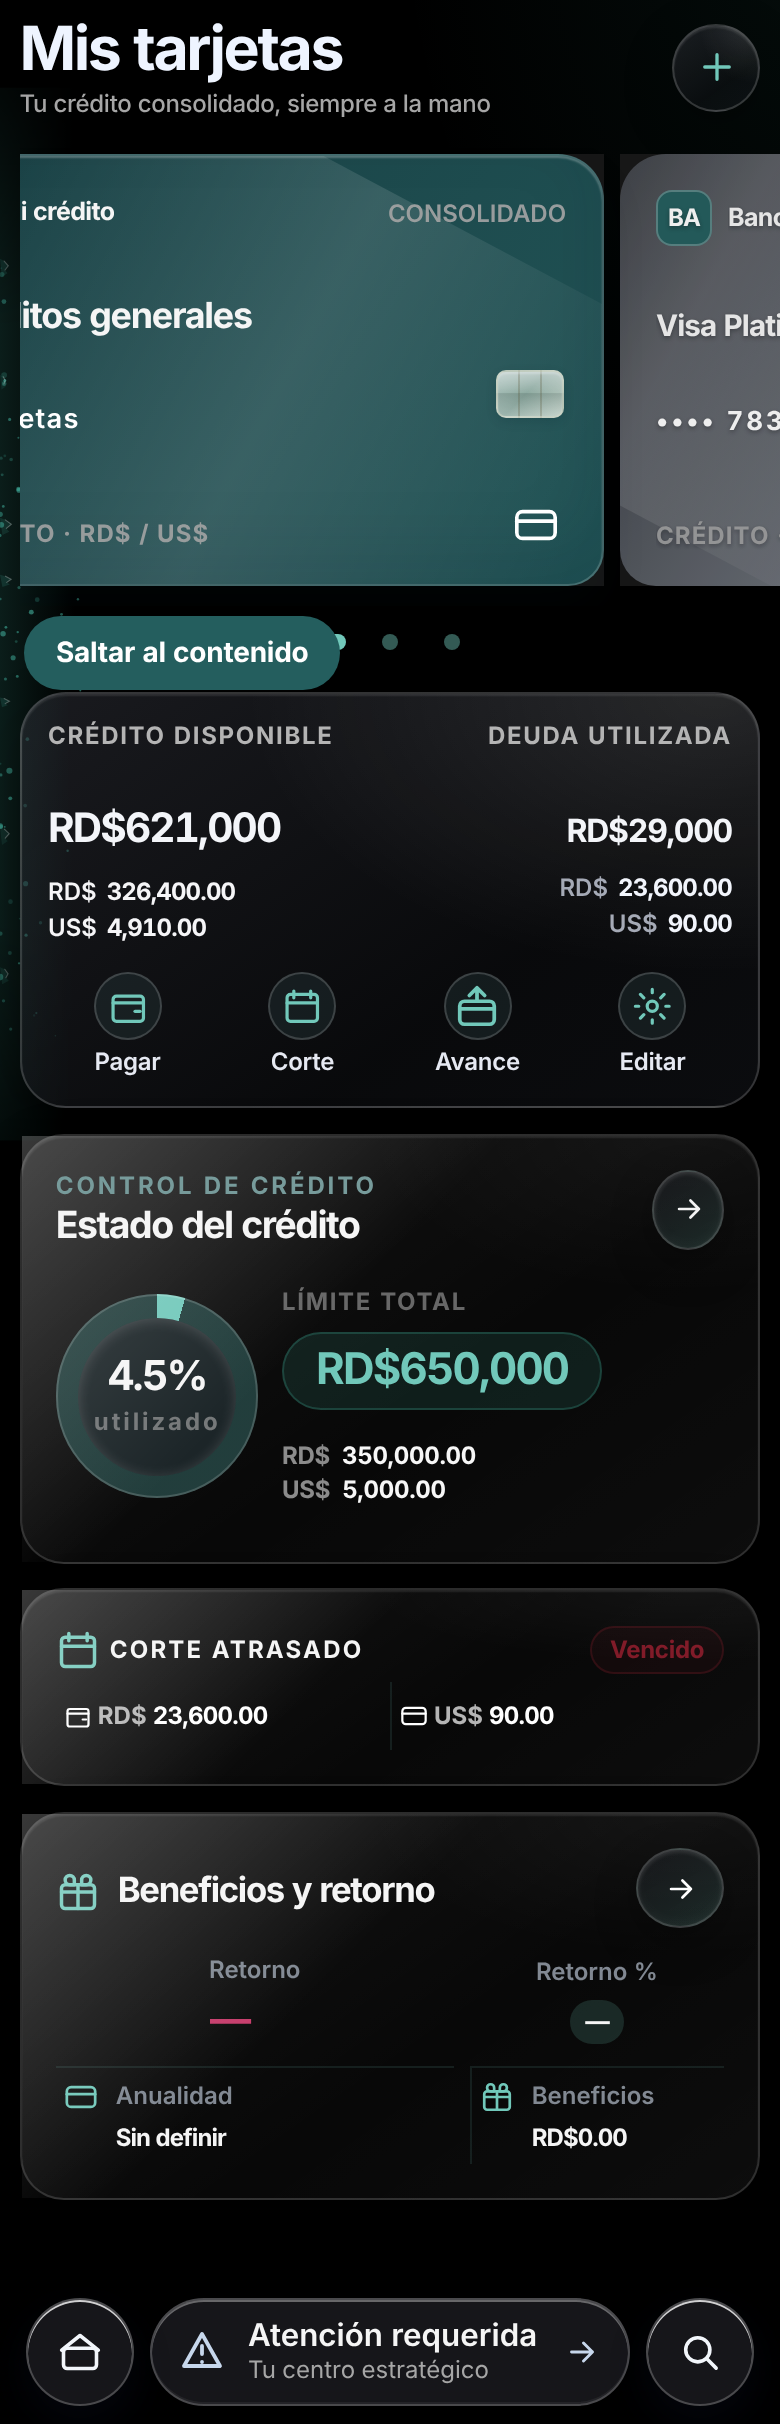 Mis tarjetas
Tu crédito consolidado, siempre a la mano
i crédito
CONSOLIDADO
itos generales
etas
TO · RD$ / US$
BA
Banc
Visa Plati
•••• 783
CRÉDITO
Saltar al contenido
CRÉDITO DISPONIBLE
DEUDA UTILIZADA
RD$621,000
RD$29,000
RD$ 326,400.00
RD$ 23,600.00
US$ 4,910.00
US$ 90.00
Pagar
Corte
Avance
Editar
CONTROL DE CRÉDITO
Estado del crédito
4.5%
utilizado
LÍMITE TOTAL
RD$650,000
RD$ 350,000.00
US$ 5,000.00
CORTE ATRASADO
Vencido
RD$ 23,600.00
US$ 90.00
Beneficios y retorno
Retorno
Retorno %
—
—
Anualidad
Sin definir
Beneficios
RD$0.00
Atención requerida
Tu centro estratégico